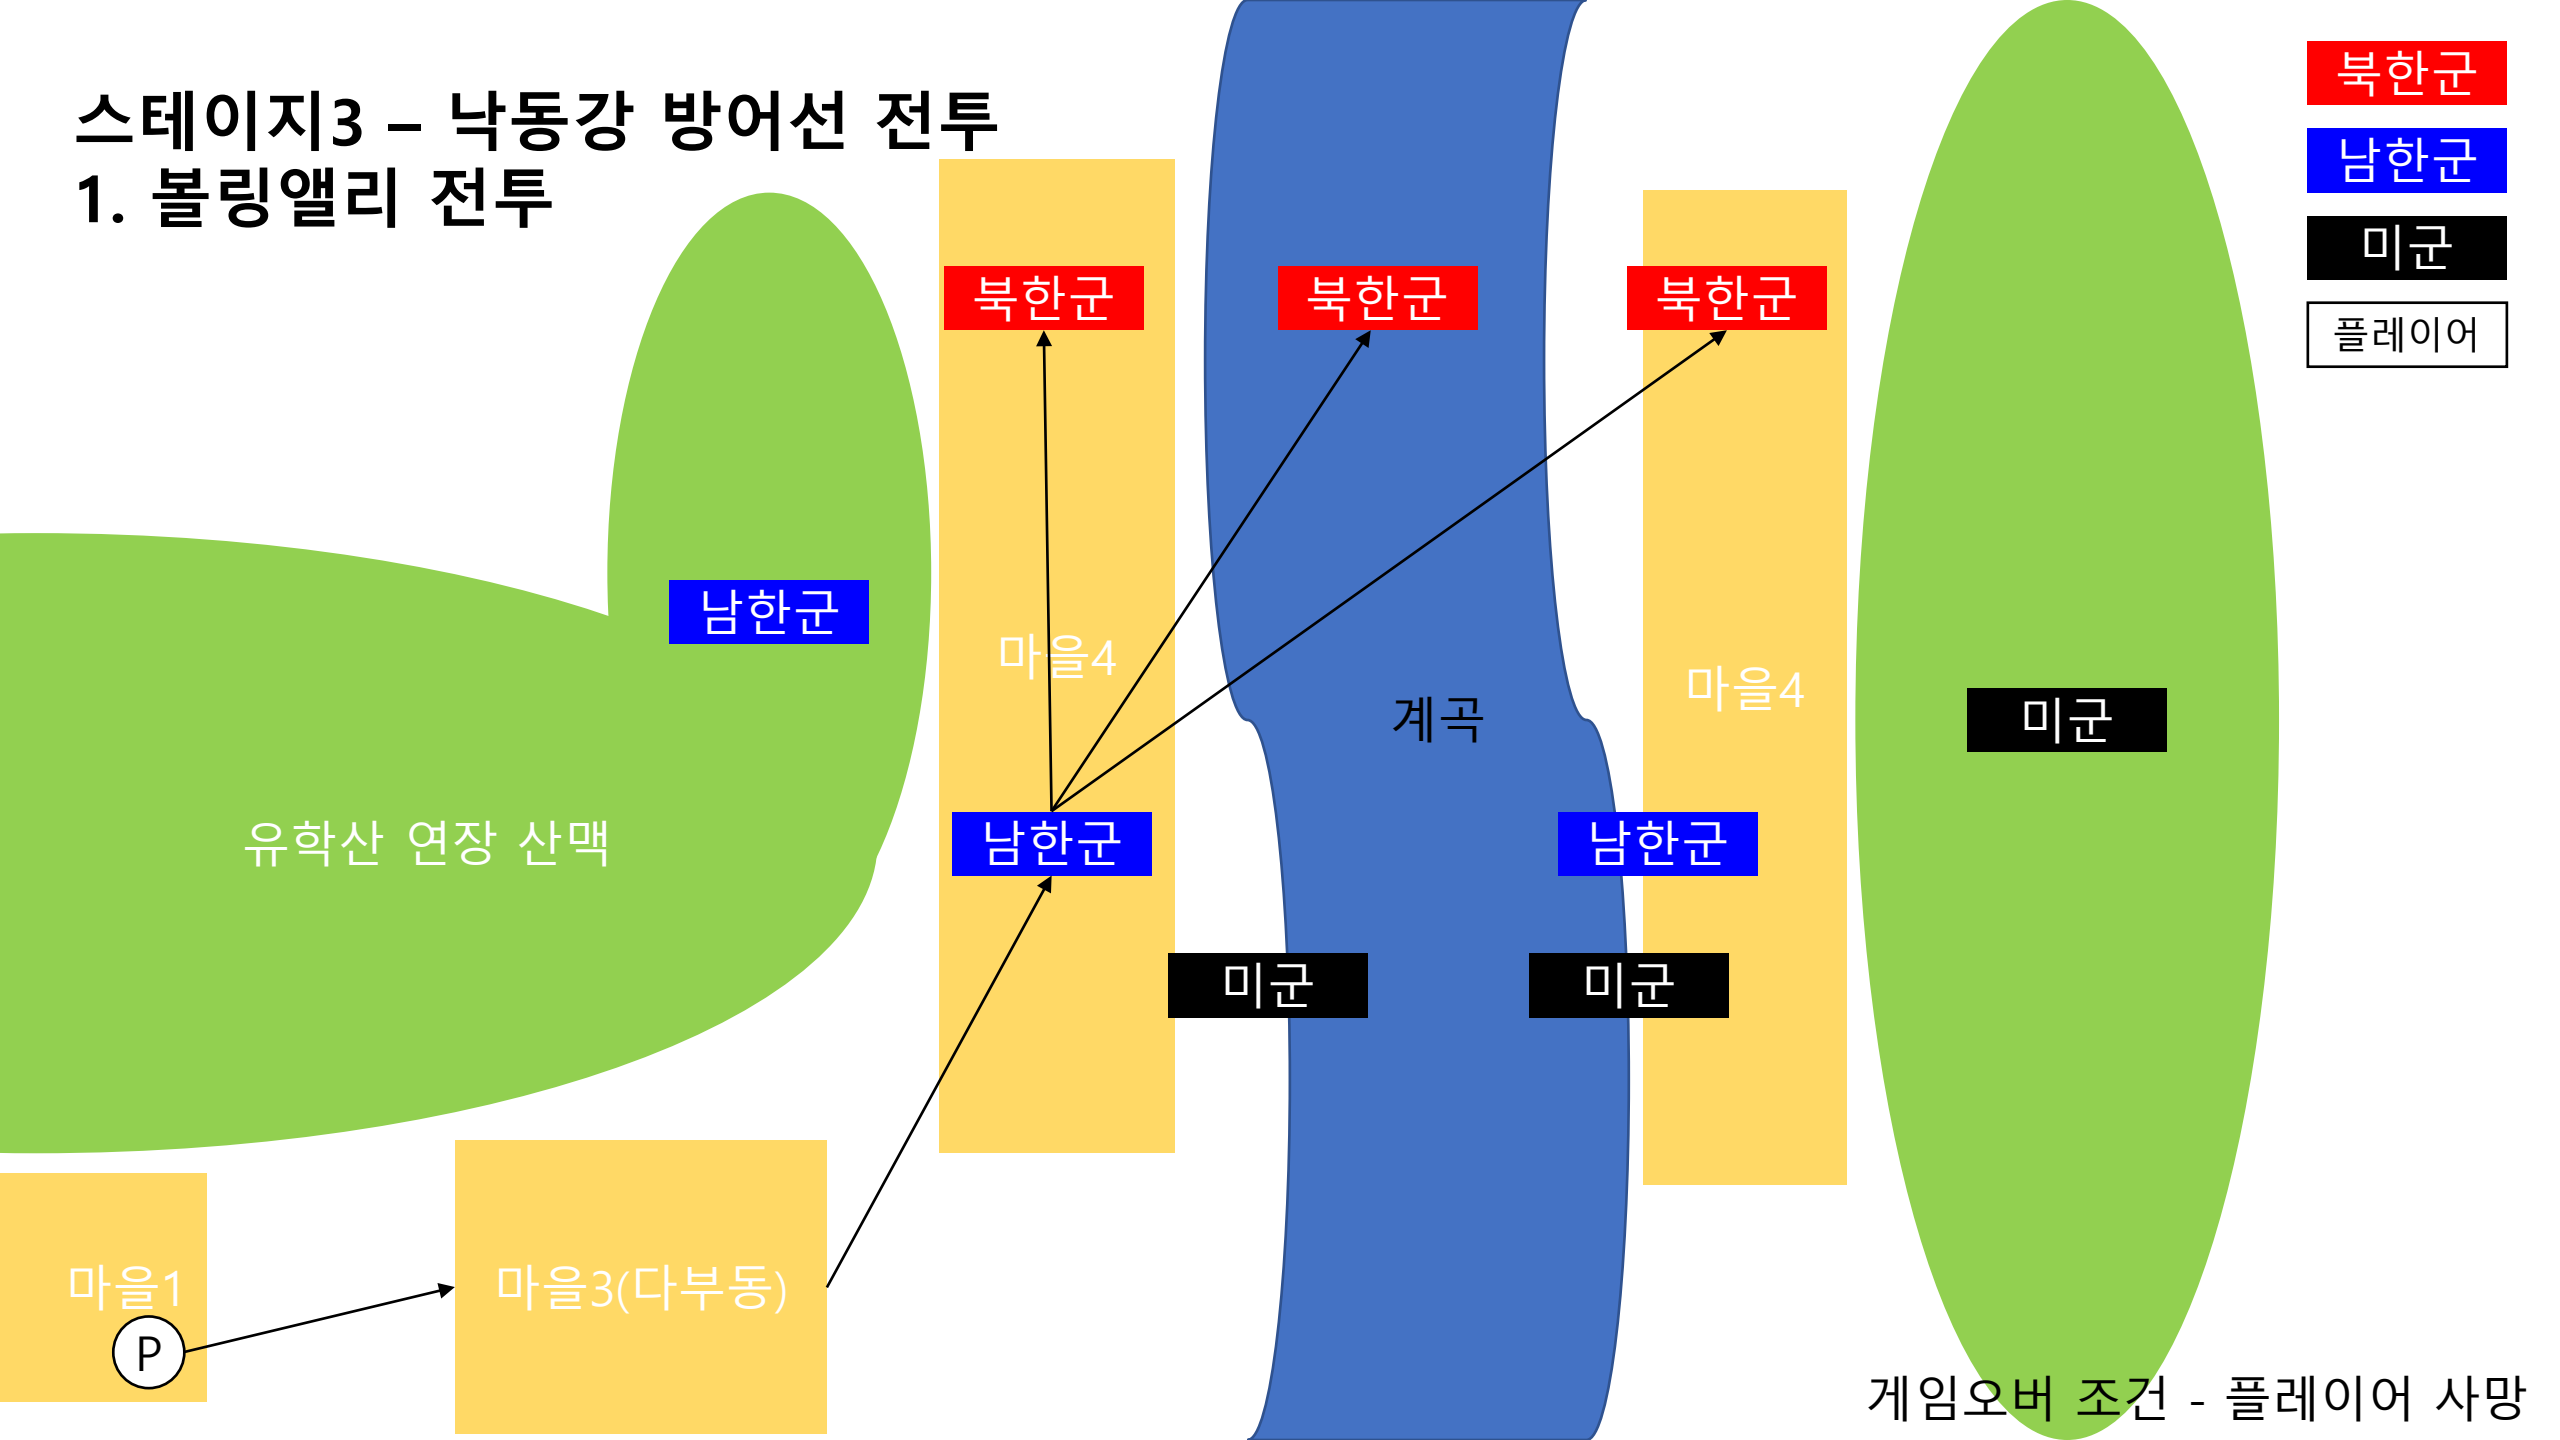 스테이지3 – 낙동강 방어선 전투
1. 볼링앨리 전투
북한군
남한군
미군
플레이어
북한군
북한군
북한군
남한군
마을4
계곡
마을4
미군
유학산 연장 산맥
남한군
남한군
미군
미군
마을1
P
마을3(다부동)
게임오버 조건 - 플레이어 사망